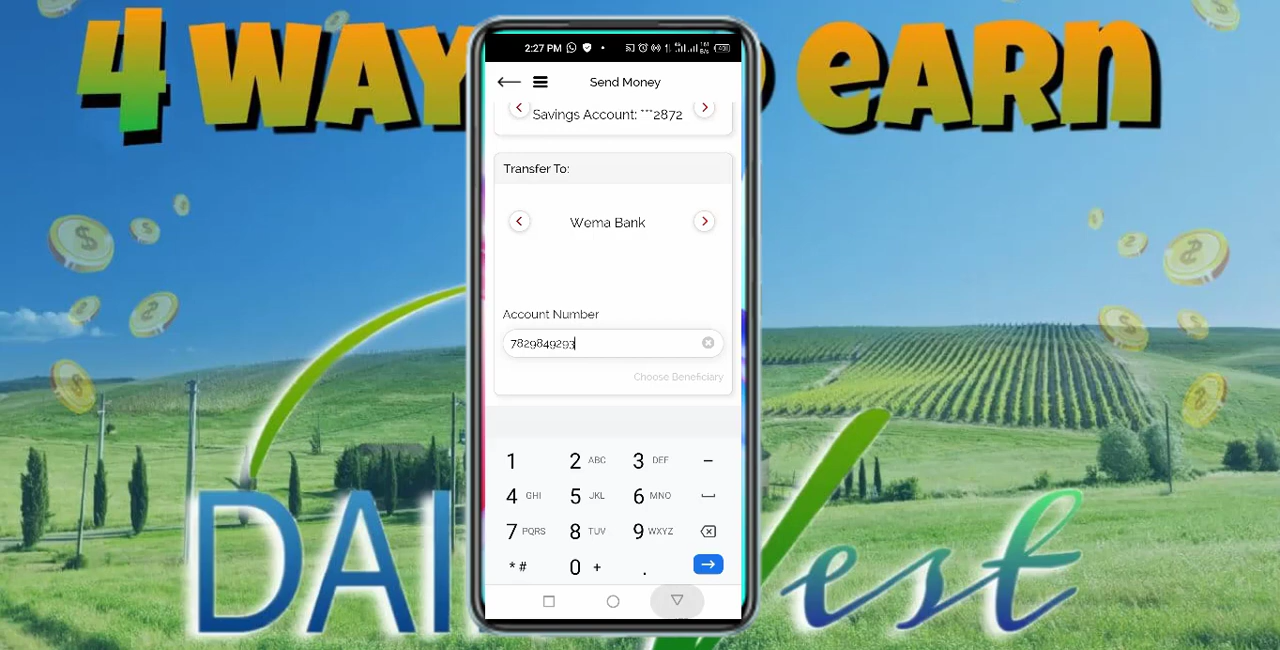 4 WAY eARn
2:27 PM
Send Money
Savings Account: ***2872
Transfer To:
Wema Bank
Account Number
7829849293
Choose Beneficiary
1 2 ABC 3 DEF –
4 GHI 5 JKL 6 MNO
7 PQRS 8 TUV 9 WXYZ
* # 0 + .
DAI Vest